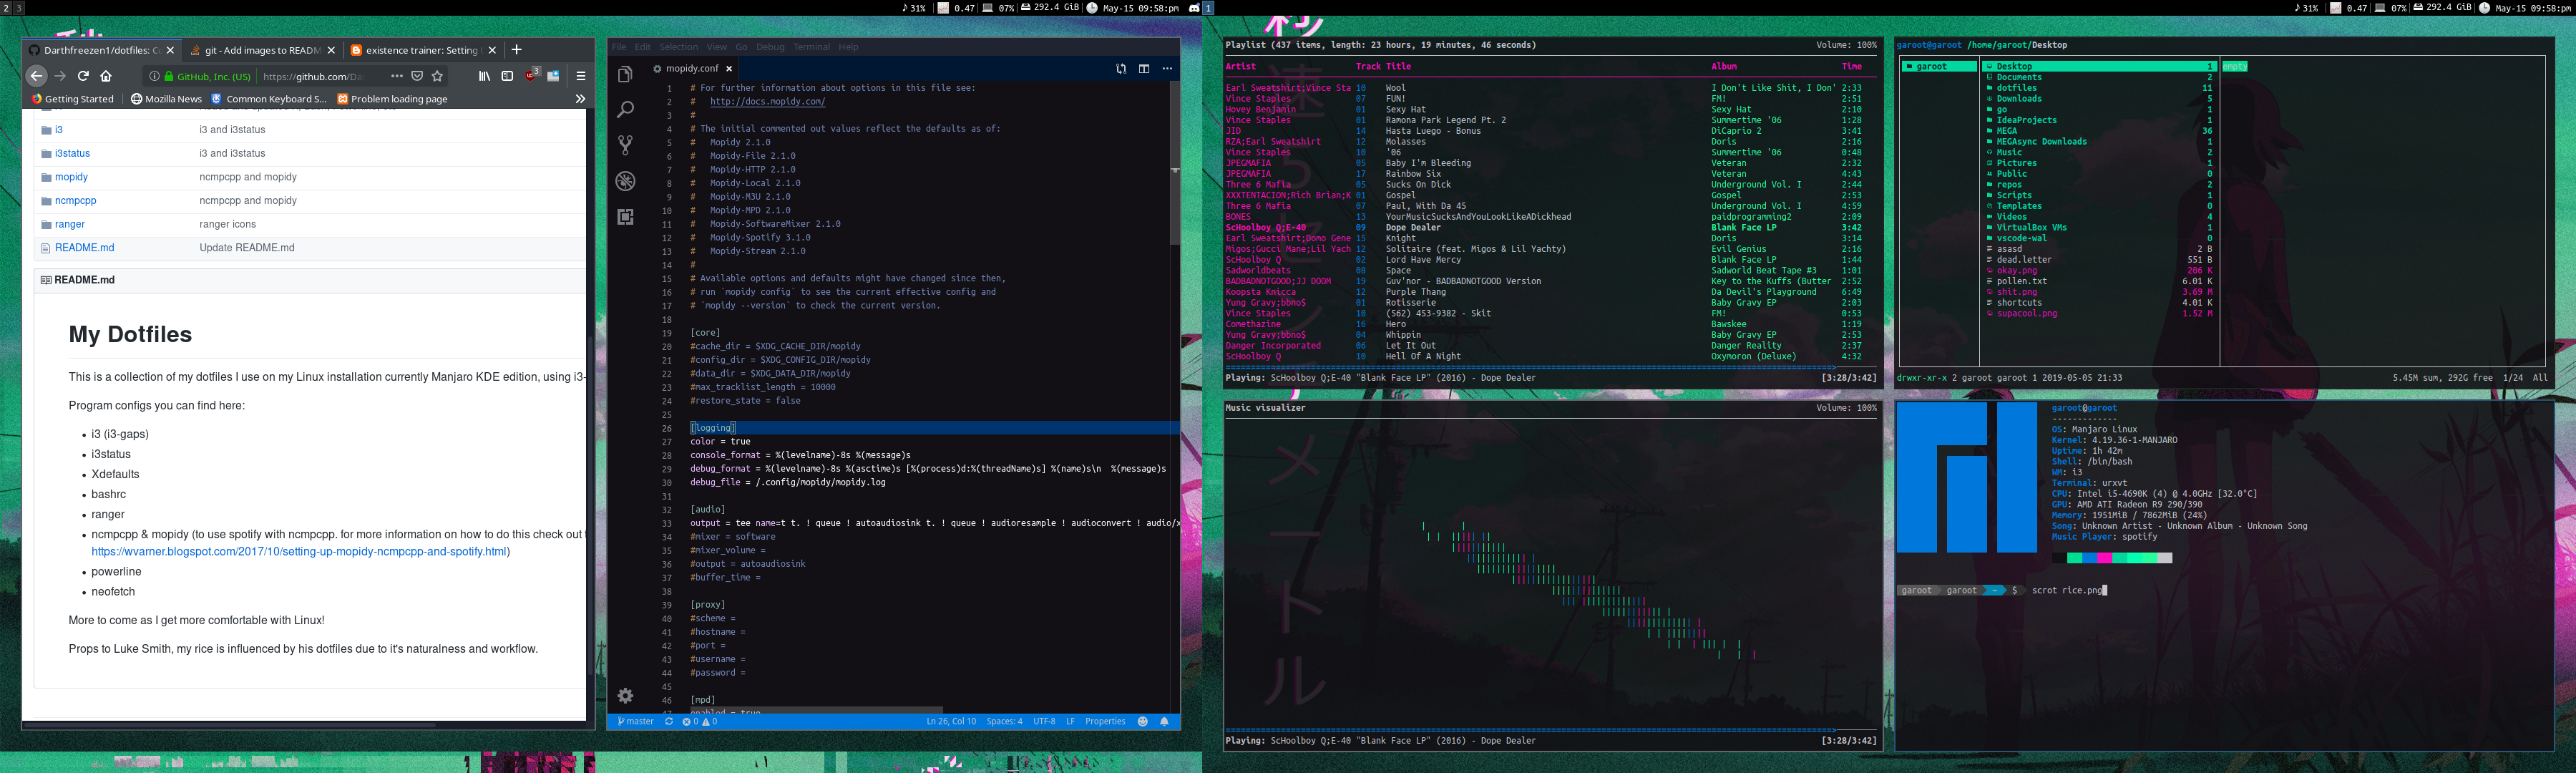 2 3
31% | 0.47 | 07% | 292.4 GiB | May-15 09:58:pm
1
31% | 0.47 | 07% | 292.4 GiB | May-15 09:58:pm
Darthfreezen1/dotfiles: Co
git - Add images to READM
existence trainer: Setting
GitHub, Inc. (US)
https://github.com/Da
3
Getting Started
Mozilla News
Common Keyboard S...
Problem loading page
i3 i3 and i3status
i3status i3 and i3status
mopidy ncmpcpp and mopidy
ncmpcpp ncmpcpp and mopidy
ranger ranger icons
README.md Update README.md
README.md
My Dotfiles
This is a collection of my dotfiles I use on my Linux installation currently Manjaro KDE edition, using i3-
Program configs you can find here:
i3 (i3-gaps)
i3status
Xdefaults
bashrc
ranger
ncmpcpp & mopidy (to use spotify with ncmpcpp. for more information on how to do this check out
https://wvarner.blogspot.com/2017/10/setting-up-mopidy-ncmpcpp-and-spotify.html)
powerline
neofetch
More to come as I get more comfortable with Linux!
Props to Luke Smith, my rice is influenced by his dotfiles due to it's naturalness and workflow.
File Edit Selection View Go Debug Terminal Help
mopidy.conf
1 # For further information about options in this file see:
2 # http://docs.mopidy.com/
3 #
4 # The initial commented out values reflect the defaults as of:
5 # Mopidy 2.1.0
6 # Mopidy-File 2.1.0
7 # Mopidy-HTTP 2.1.0
8 # Mopidy-Local 2.1.0
9 # Mopidy-M3U 2.1.0
10 # Mopidy-MPD 2.1.0
11 # Mopidy-SoftwareMixer 2.1.0
12 # Mopidy-Spotify 3.1.0
13 # Mopidy-Stream 2.1.0
14 #
15 # Available options and defaults might have changed since then,
16 # run `mopidy config` to see the current effective config and
17 # `mopidy --version` to check the current version.
18
19 [core]
20 #cache_dir = $XDG_CACHE_DIR/mopidy
21 #config_dir = $XDG_CONFIG_DIR/mopidy
22 #data_dir = $XDG_DATA_DIR/mopidy
23 #max_tracklist_length = 10000
24 #restore_state = false
25
26 [logging]
27 color = true
28 console_format = %(levelname)-8s %(message)s
29 debug_format = %(levelname)-8s %(asctime)s [%(process)d:%(threadName)s] %(name)s\n %(message)s
30 debug_file = /.config/mopidy/mopidy.log
31
32 [audio]
33 output = tee name=t t. ! queue ! autoaudiosink t. ! queue ! audioresample ! audioconvert ! audio/x
34 #mixer = software
35 #mixer_volume =
36 #output = autoaudiosink
37 #buffer_time =
38
39 [proxy]
40 #scheme =
41 #hostname =
42 #port =
43 #username =
44 #password =
45
46 [mpd]
47 enabled = true
master 0 0 Ln 26, Col 10 Spaces: 4 UTF-8 LF Properties
Playlist (437 items, length: 23 hours, 19 minutes, 46 seconds) Volume: 100%
Artist Track Title Album Time
Earl Sweatshirt;Vince Sta 10 Wool I Don't Like Shit, I Don' 2:33
Vince Staples 07 FUN! FM! 2:51
Hovey Benjamin 01 Sexy Hat Sexy Hat 2:10
Vince Staples 01 Ramona Park Legend Pt. 2 Summertime '06 1:28
JID 14 Hasta Luego - Bonus DiCaprio 2 3:41
RZA;Earl Sweatshirt 12 Molasses Doris 2:16
Vince Staples 10 '06 Summertime '06 0:48
JPEGMAFIA 05 Baby I'm Bleeding Veteran 2:32
JPEGMAFIA 17 Rainbow Six Veteran 4:43
Three 6 Mafia 05 Sucks On Dick Underground Vol. I 2:44
XXXTENTACION;Rich Brian;K 01 Gospel Gospel 2:53
Three 6 Mafia 07 Paul, With Da 45 Underground Vol. I 4:59
BONES 13 YourMusicSucksAndYouLookLikeADickhead paidprogramming2 2:09
ScHoolboy Q;E-40 09 Dope Dealer Blank Face LP 3:42
Earl Sweatshirt;Domo Gene 15 Knight Doris 3:14
Migos;Gucci Mane;Lil Yach 12 Solitaire (feat. Migos & Lil Yachty) Evil Genius 2:16
ScHoolboy Q 02 Lord Have Mercy Blank Face LP 1:44
Sadworldbeats 08 Space Sadworld Beat Tape #3 1:01
BADBADNOTGOOD;JJ DOOM 19 Guv'nor - BADBADNOTGOOD Version Key to the Kuffs (Butter 2:52
Koopsta Knicca 12 Purple Thang Da Devil's Playground 6:49
Yung Gravy;bbno$ 01 Rotisserie Baby Gravy EP 2:03
Vince Staples 10 (562) 453-9382 - Skit FM! 0:53
Comethazine 16 Hero Bawskee 1:19
Yung Gravy;bbno$ 04 Whippin Baby Gravy EP 2:53
Danger Incorporated 06 Let It Out Danger Reality 2:37
ScHoolboy Q 10 Hell Of A Night Oxymoron (Deluxe) 4:32
Playing: ScHoolboy Q;E-40 "Blank Face LP" (2016) - Dope Dealer [3:28/3:42]
garoot@garoot /home/garoot/Desktop
garoot
Desktop 1
Documents 2
dotfiles 11
Downloads 5
go 1
IdeaProjects 1
MEGA 36
MEGAsync Downloads 1
Music 2
Pictures 1
Public 0
repos 2
Scripts 1
Templates 0
Videos 4
VirtualBox VMs 1
vscode-wal 0
asasd 2 B
dead.letter 551 B
okay.png 206 K
pollen.txt 6.01 K
shit.png 3.69 M
shortcuts 4.01 K
supacool.png 1.52 M
empty
drwxr-xr-x 2 garoot garoot 1 2019-05-05 21:33 5.45M sum, 292G free 1/24 All
Music visualizer Volume: 100%
メートル
Playing: ScHoolboy Q;E-40 "Blank Face LP" (2016) - Dope Dealer [3:28/3:42]
garoot@garoot
-------------
OS: Manjaro Linux
Kernel: 4.19.36-1-MANJARO
Uptime: 1h 42m
Shell: /bin/bash
WM: i3
Terminal: urxvt
CPU: Intel i5-4690K (4) @ 4.0GHz [32.0°C]
GPU: AMD ATI Radeon R9 290/390
Memory: 1951MiB / 7862MiB (24%)
Song: Unknown Artist - Unknown Album - Unknown Song
Music Player: spotify
garoot garoot ~ $ scrot rice.png